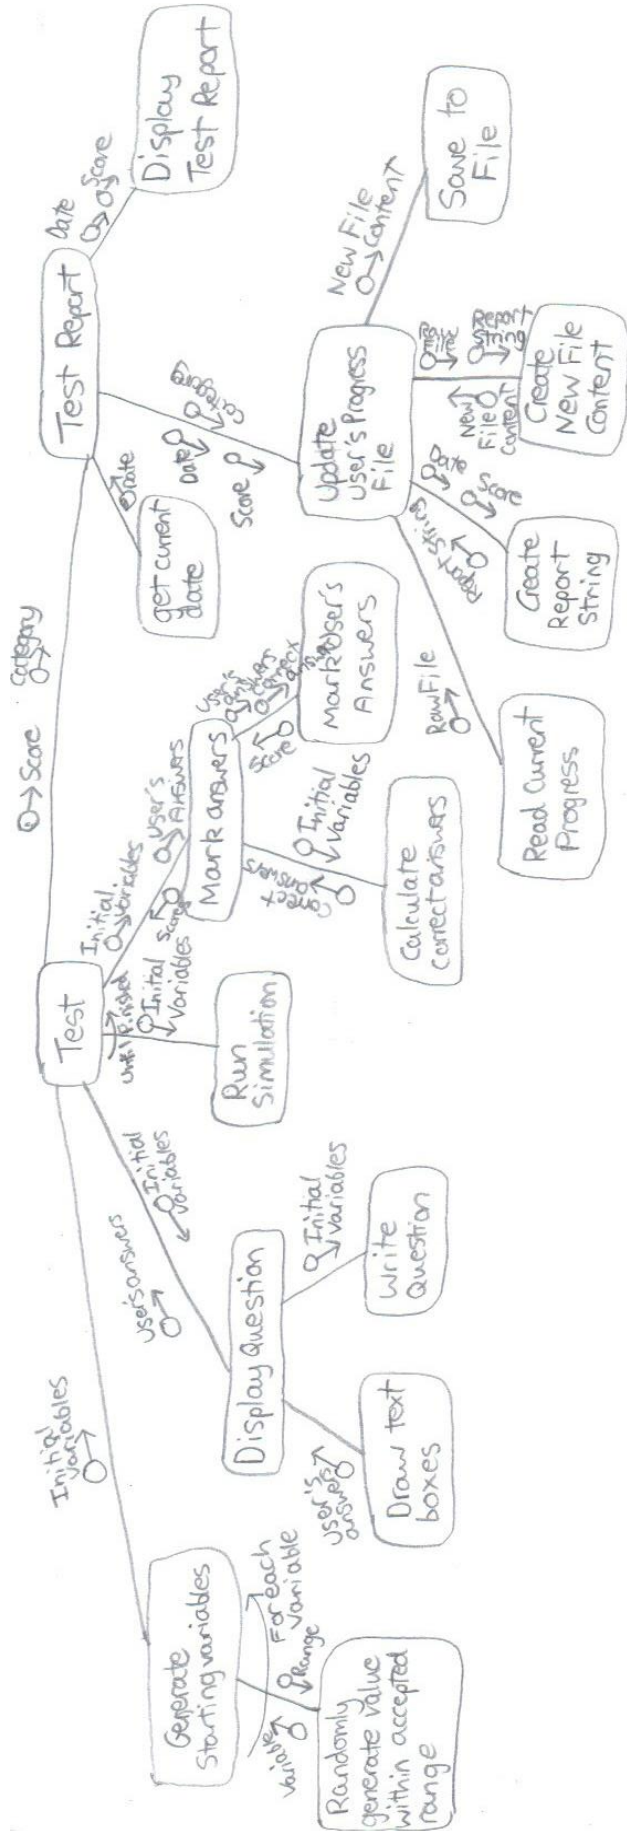 Test
Initial
variables
Generate
Starting variables
For each
variable
Variable
Range
Randomly
generate value
within accepted
range
User's answers
Initial
variables
Display Question
User's
answers
Draw text
boxes
Initial
variables
Write
Question
Until finished
Initial
Variables
Run
Simulation
Initial
variables
User's
Answers
Score
Mark answers
Correct
answers
Initial
Variables
Calculate
Correct answers
Score
User's
answers
Correct
answers
Mark User's
Answers
Score
Category
Test Report
Date
get current
date
Date
Score
Category
Date
Score
Display
Test Report
Update
User's Progress
File
Raw File
Read Current
Progress
Report String
Date
Score
Create
Report
String
New
File
Content
Report
String
Create
New File
Content
New File
Content
Save to
File